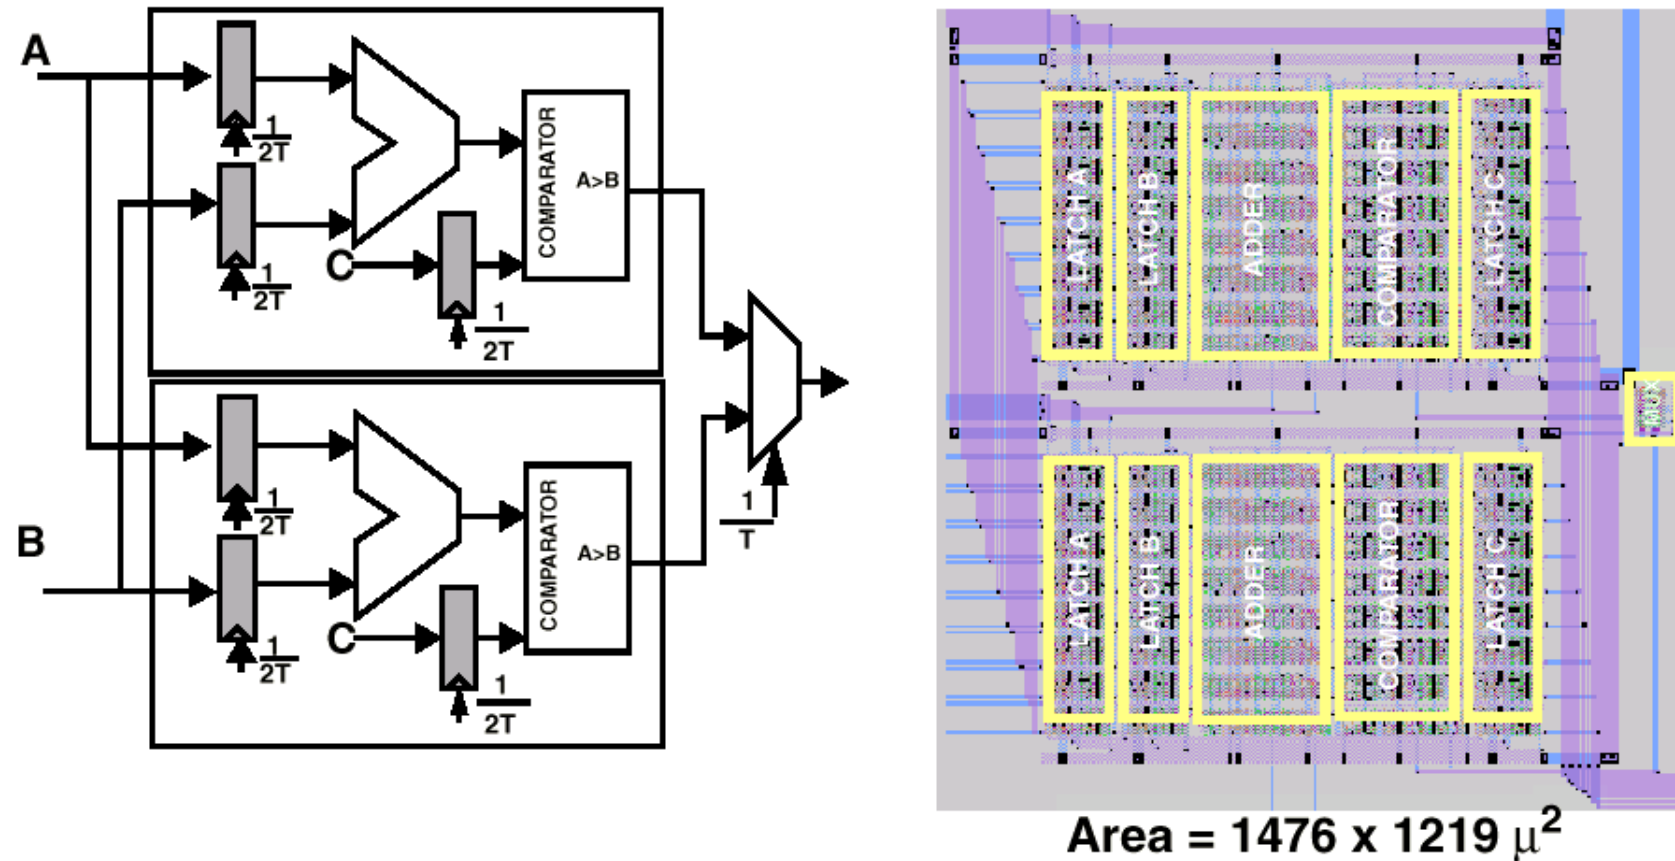 A
1
2T
1
2T
C
1
2T
COMPARATOR
A>B
B
1
2T
1
2T
C
1
2T
COMPARATOR
A>B
1
T
LATCH A
LATCH B
ADDER
COMPARATOR
LATCH C
MUX
LATCH A
LATCH B
ADDER
COMPARATOR
LATCH C
Area = 1476 x 1219 μ²